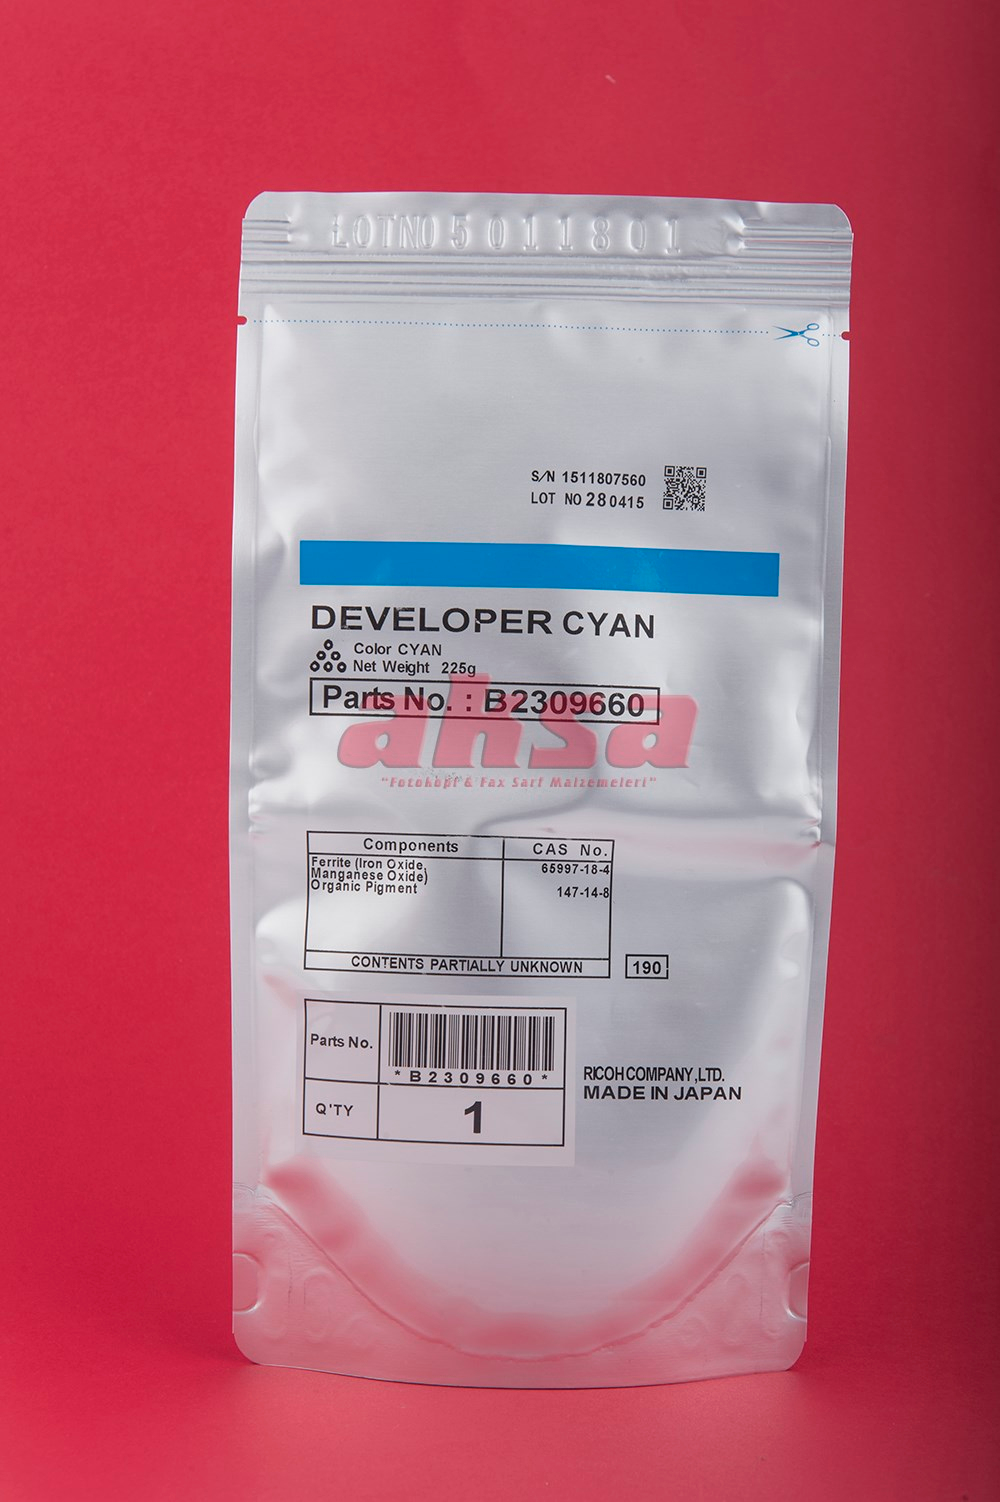 LOTNO 5011801
S/N 1511807560
LOT NO 280415
DEVELOPER CYAN
Color CYAN
Net Weight 225g
Parts No. : B2309660
ahsa
"Fotokopi & Fax Sarf Malzemeleri"
Components CAS No.
Ferrite (Iron Oxide, 65997-18-4
Manganese Oxide)
Organic Pigment 147-14-8
CONTENTS PARTIALLY UNKNOWN
190
Parts No.
*B2309660*
Q'TY 1
RICOH COMPANY,LTD.
MADE IN JAPAN